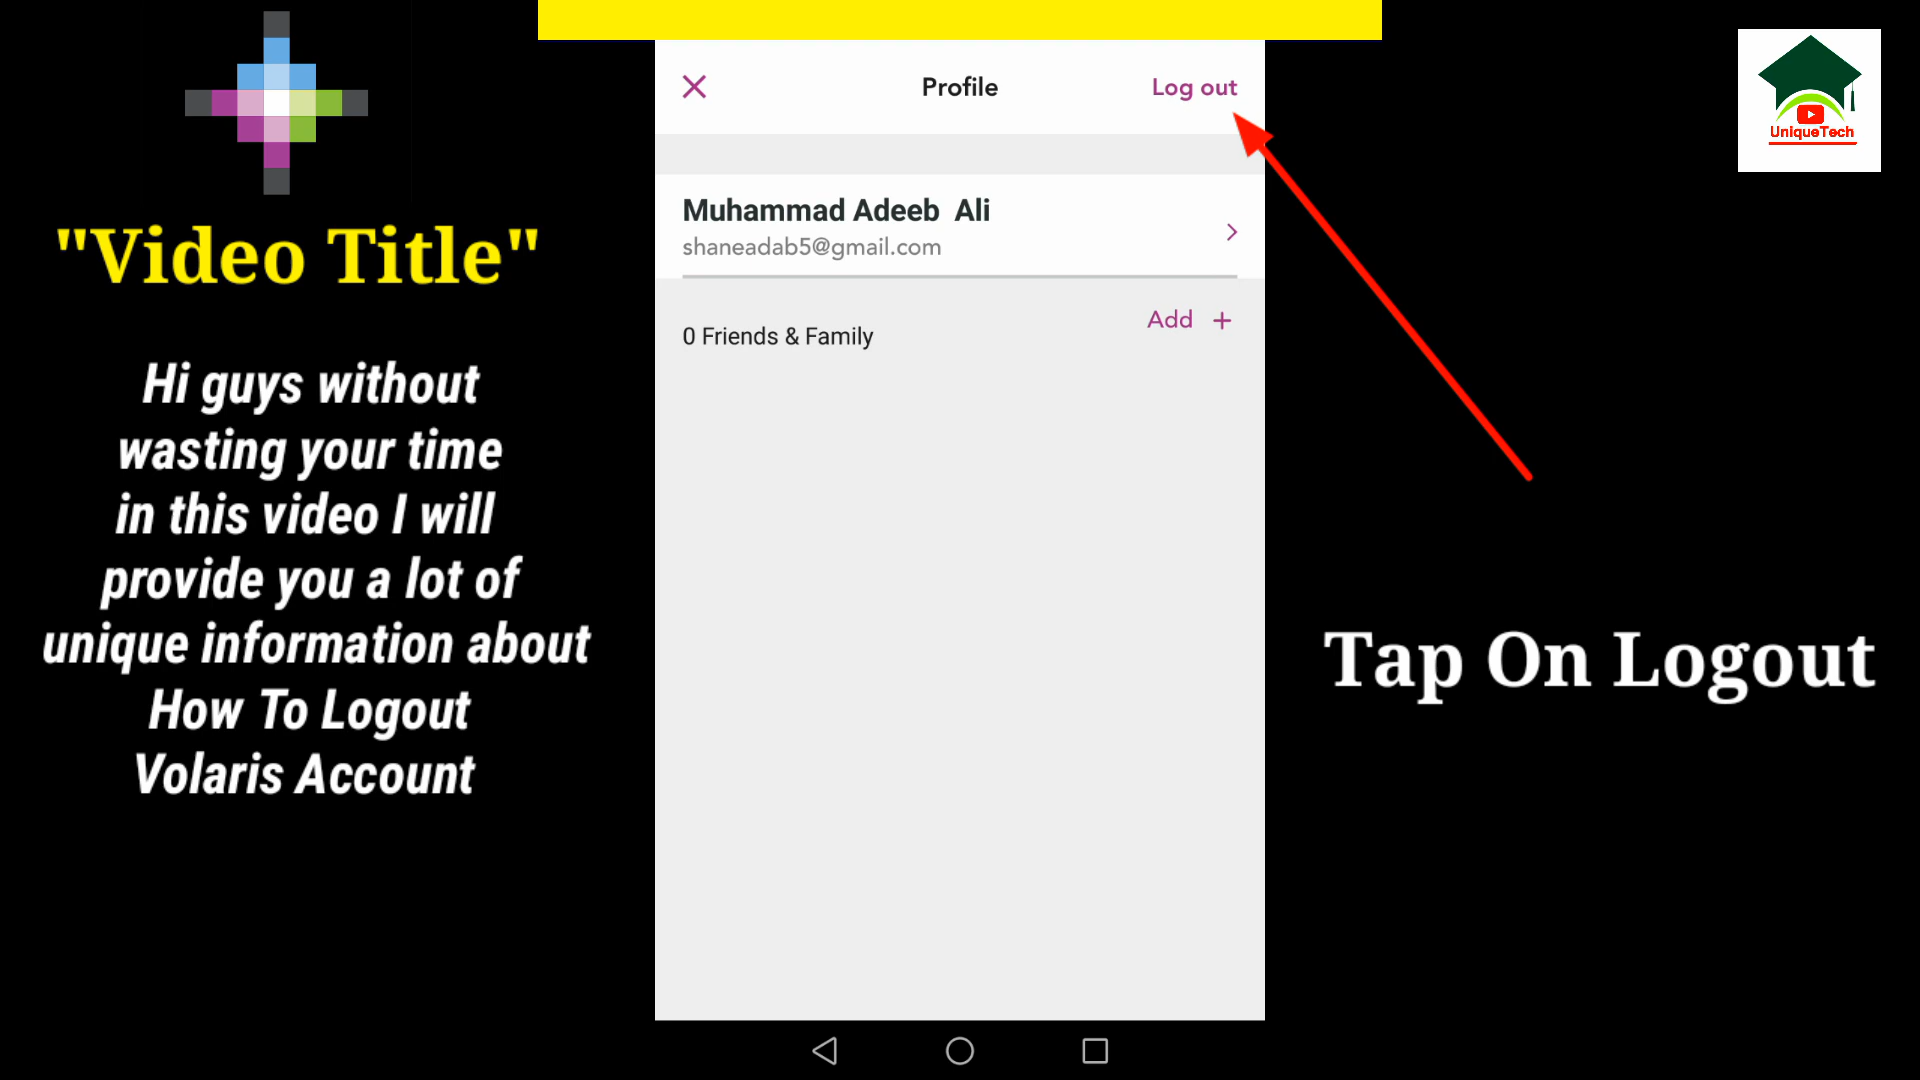 "Video Title"
Hi guys without
wasting your time
in this video I will
provide you a lot of
unique information about
How To Logout
Volaris Account
Profile
Log out
Muhammad Adeeb  Ali
shaneadab5@gmail.com
0 Friends & Family
Add +
UniqueTech
Tap On Logout